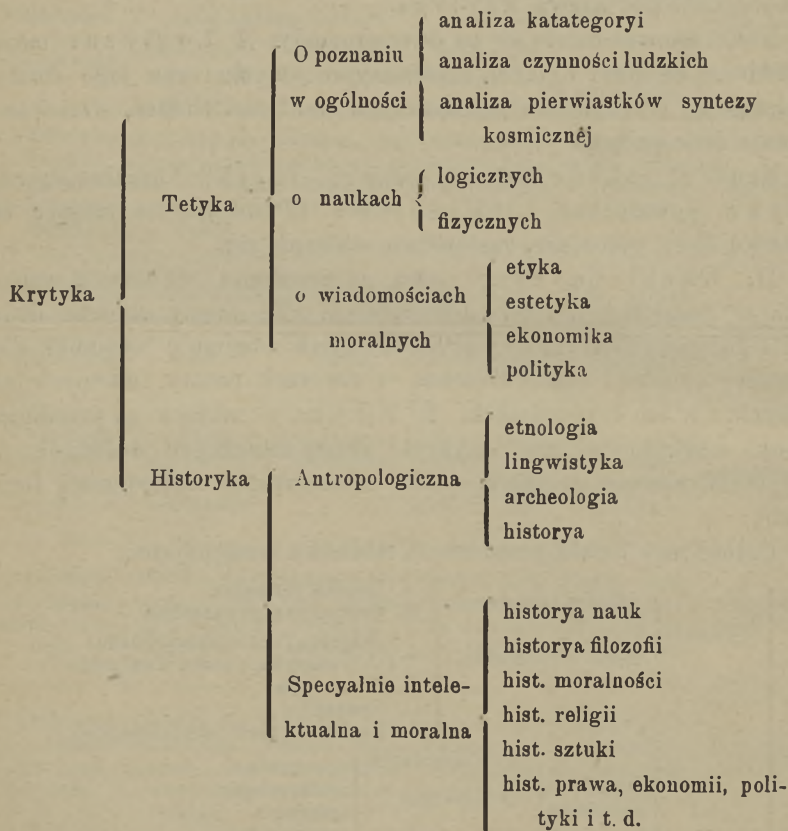 analiza katategoryi
O poznaniu
analiza czynności ludzkich
w ogólności
analiza pierwiastków syntezy
kosmicznéj
Tetyka
o naukach
logicznych
fizycznych
Krytyka
o wiadomościach
moralnych
etyka
estetyka
ekonomika
polityka
Historyka
Antropologiczna
etnologia
lingwistyka
archeologia
historya
Specyalnie intele-
ktualna i moralna
historya nauk
historya filozofii
hist. moralności
hist. religii
hist. sztuki
hist. prawa, ekonomii, poli-
tyki i t. d.